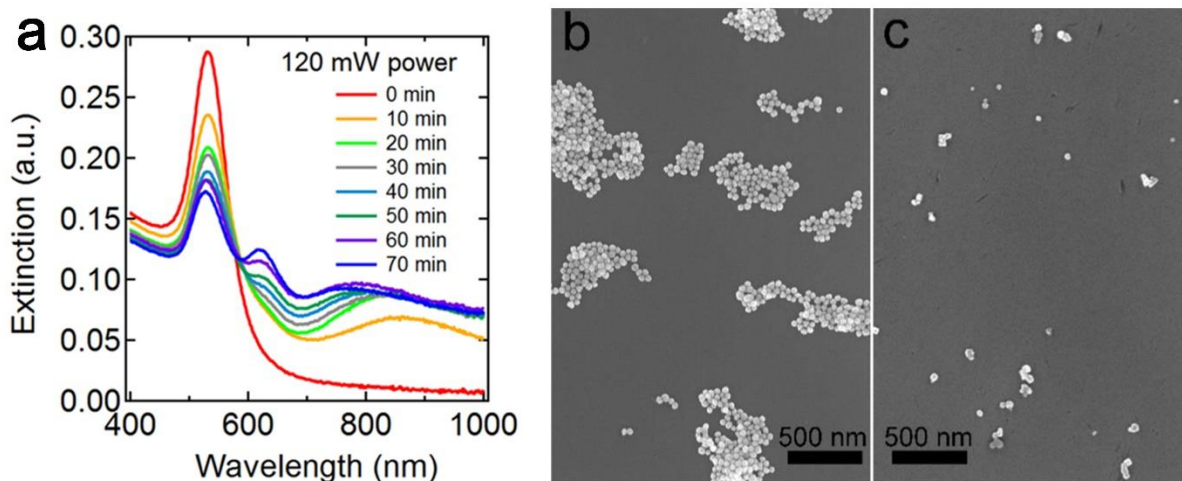 a
0.30
0.25
0.20
0.15
0.10
0.05
0.00
Extinction (a.u.)
120 mW power
0 min
10 min
20 min
30 min
40 min
50 min
60 min
70 min
400
600
800
1000
Wavelength (nm)
b
500 nm
c
500 nm